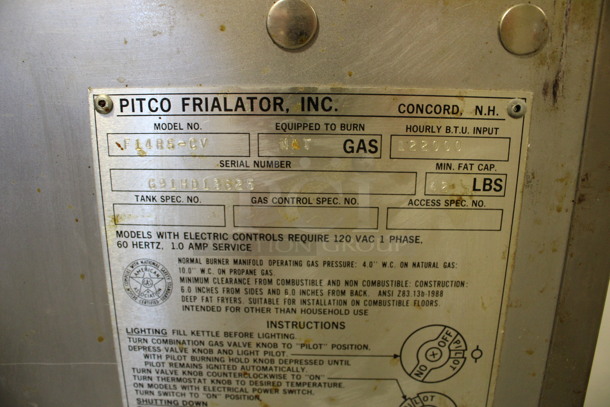 PITCO FRIALATOR, INC. CONCORD, N.H.
MODEL NO. EQUIPPED TO BURN HOURLY B.T.U. INPUT
NAT GAS 122000
SERIAL NUMBER MIN. FAT CAP.
LBS
TANK SPEC. NO. GAS CONTROL SPEC. NO. ACCESS SPEC. NO.
MODELS WITH ELECTRIC CONTROLS REQUIRE 120 VAC 1 PHASE,
60 HERTZ, 1.0 AMP SERVICE
NORMAL BURNER MANIFOLD OPERATING GAS PRESSURE: 4.0" W.C. ON NATURAL GAS:
10.0" W.C. ON PROPANE GAS.
MINIMUM CLEARANCE FROM COMBUSTIBLE AND NON COMBUSTIBLE: CONSTRUCTION:
6.0 INCHES FROM SIDES AND 6.0 INCHES FROM BACK. ANSI Z83.13b-1988
DEEP FAT FRYERS, SUITABLE FOR INSTALLATION ON COMBUSTIBLE FLOORS.
INTENDED FOR OTHER THAN HOUSEHOLD USE
INSTRUCTIONS
LIGHTING FILL KETTLE BEFORE LIGHTING.
TURN COMBINATION GAS VALVE KNOB TO "PILOT" POSITION.
DEPRESS VALVE KNOB AND LIGHT PILOT.
WITH PILOT BURNING HOLD KNOB DEPRESSED UNTIL
PILOT REMAINS IGNITED AUTOMATICALLY.
TURN VALVE KNOB COUNTERCLOCKWISE TO "ON"
TURN THERMOSTAT KNOB TO DESIRED TEMPERATURE.
ON MODELS WITH ELECTRICAL POWER SWITCH.
TURN SWITCH TO "ON" POSITION.
SHUTTING DOWN
OFF
PILOT
ON